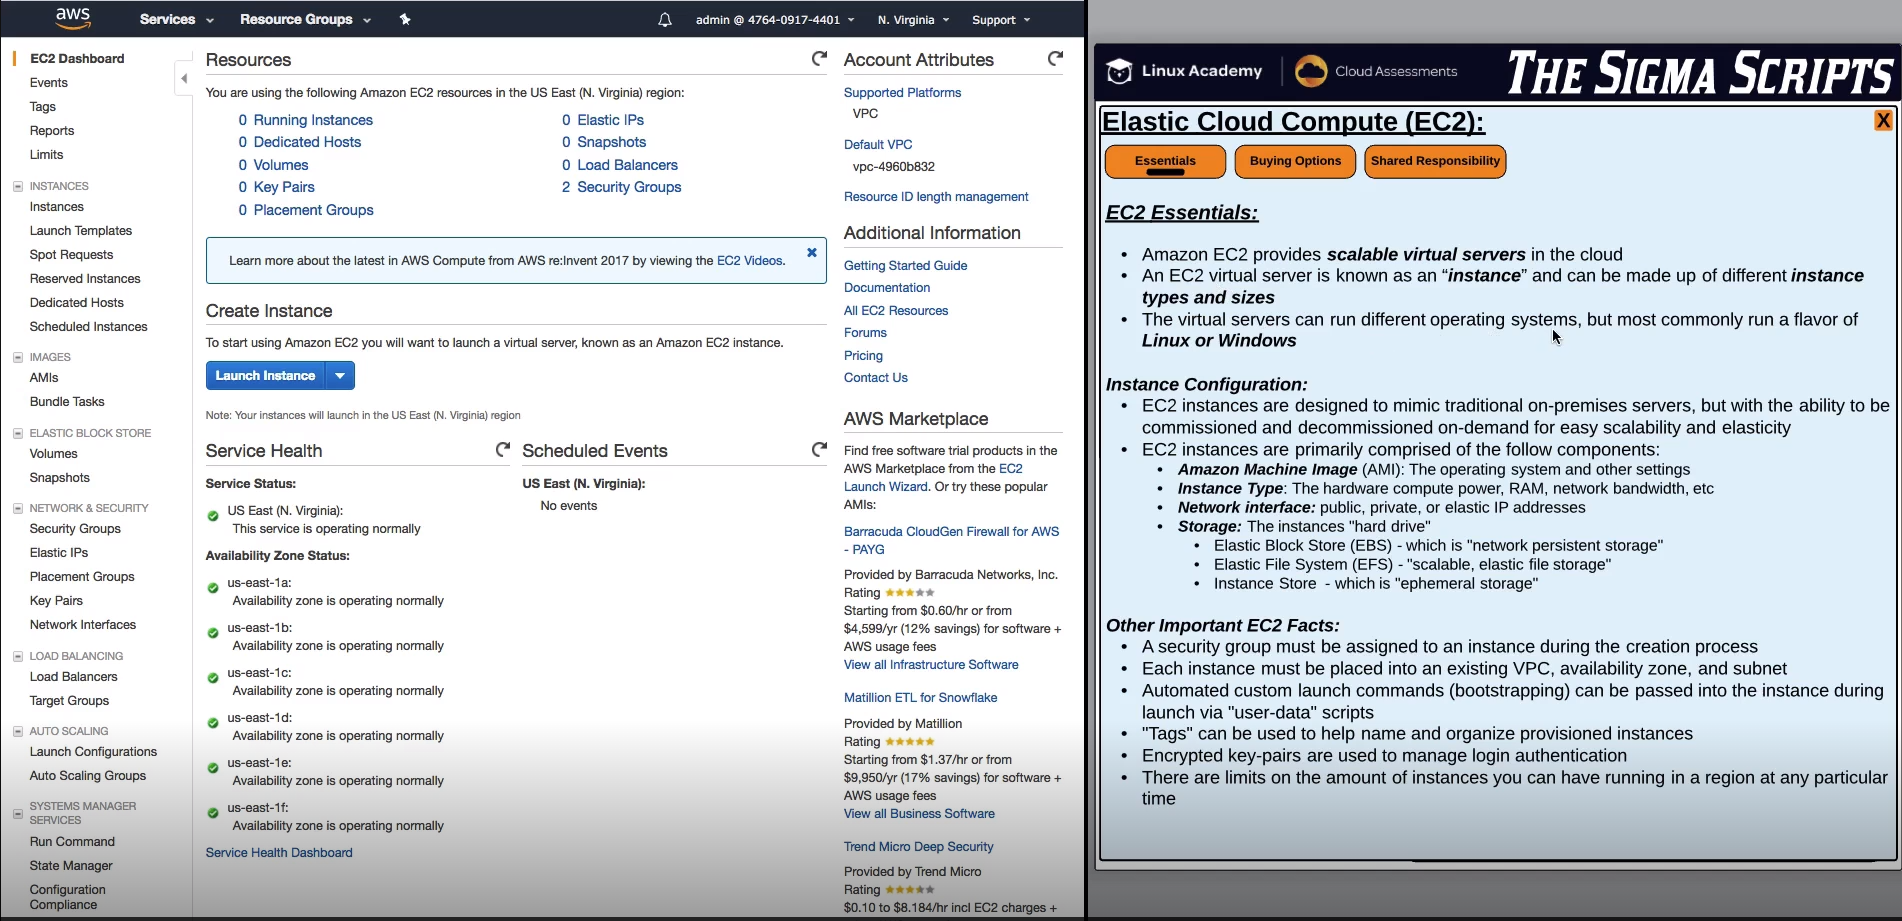 aws
Services
Resource Groups
admin @ 4764-0917-4401
N. Virginia
Support
EC2 Dashboard
Events
Tags
Reports
Limits
INSTANCES
Instances
Launch Templates
Spot Requests
Reserved Instances
Dedicated Hosts
Scheduled Instances
IMAGES
AMIs
Bundle Tasks
ELASTIC BLOCK STORE
Volumes
Snapshots
NETWORK & SECURITY
Security Groups
Elastic IPs
Placement Groups
Key Pairs
Network Interfaces
LOAD BALANCING
Load Balancers
Target Groups
AUTO SCALING
Launch Configurations
Auto Scaling Groups
SYSTEMS MANAGER
SERVICES
Run Command
State Manager
Configuration
Compliance
Resources
You are using the following Amazon EC2 resources in the US East (N. Virginia) region:
0 Running Instances
0 Dedicated Hosts
0 Volumes
0 Key Pairs
0 Placement Groups
0 Elastic IPs
0 Snapshots
0 Load Balancers
2 Security Groups
Learn more about the latest in AWS Compute from AWS re:Invent 2017 by viewing the EC2 Videos.
Create Instance
To start using Amazon EC2 you will want to launch a virtual server, known as an Amazon EC2 instance.
Launch Instance
Note: Your instances will launch in the US East (N. Virginia) region
Service Health
Service Status:
US East (N. Virginia):
This service is operating normally
Availability Zone Status:
us-east-1a:
Availability zone is operating normally
us-east-1b:
Availability zone is operating normally
us-east-1c:
Availability zone is operating normally
us-east-1d:
Availability zone is operating normally
us-east-1e:
Availability zone is operating normally
us-east-1f:
Availability zone is operating normally
Service Health Dashboard
Scheduled Events
US East (N. Virginia):
No events
Account Attributes
Supported Platforms
VPC
Default VPC
vpc-4960b832
Resource ID length management
Additional Information
Getting Started Guide
Documentation
All EC2 Resources
Forums
Pricing
Contact Us
AWS Marketplace
Find free software trial products in the
AWS Marketplace from the EC2
Launch Wizard. Or try these popular
AMIs:
Barracuda CloudGen Firewall for AWS
- PAYG
Provided by Barracuda Networks, Inc.
Rating
Starting from $0.60/hr or from
$4,599/yr (12% savings) for software +
AWS usage fees
View all Infrastructure Software
Matillion ETL for Snowflake
Provided by Matillion
Rating
Starting from $1.37/hr or from
$9,950/yr (17% savings) for software +
AWS usage fees
View all Business Software
Trend Micro Deep Security
Provided by Trend Micro
Rating
$0.10 to $8.184/hr incl EC2 charges +
Linux Academy
Cloud Assessments
THE SIGMA SCRIPTS
Elastic Cloud Compute (EC2):
X
Essentials
Buying Options
Shared Responsibility
EC2 Essentials:
• Amazon EC2 provides scalable virtual servers in the cloud
• An EC2 virtual server is known as an “instance” and can be made up of different instance
types and sizes
• The virtual servers can run different operating systems, but most commonly run a flavor of
Linux or Windows
Instance Configuration:
• EC2 instances are designed to mimic traditional on-premises servers, but with the ability to be
commissioned and decommissioned on-demand for easy scalability and elasticity
• EC2 instances are primarily comprised of the follow components:
• Amazon Machine Image (AMI): The operating system and other settings
• Instance Type: The hardware compute power, RAM, network bandwidth, etc
• Network interface: public, private, or elastic IP addresses
• Storage: The instances "hard drive"
• Elastic Block Store (EBS) - which is "network persistent storage"
• Elastic File System (EFS) - "scalable, elastic file storage"
• Instance Store - which is "ephemeral storage"
Other Important EC2 Facts:
• A security group must be assigned to an instance during the creation process
• Each instance must be placed into an existing VPC, availability zone, and subnet
• Automated custom launch commands (bootstrapping) can be passed into the instance during
launch via "user-data" scripts
• "Tags" can be used to help name and organize provisioned instances
• Encrypted key-pairs are used to manage login authentication
• There are limits on the amount of instances you can have running in a region at any particular
time